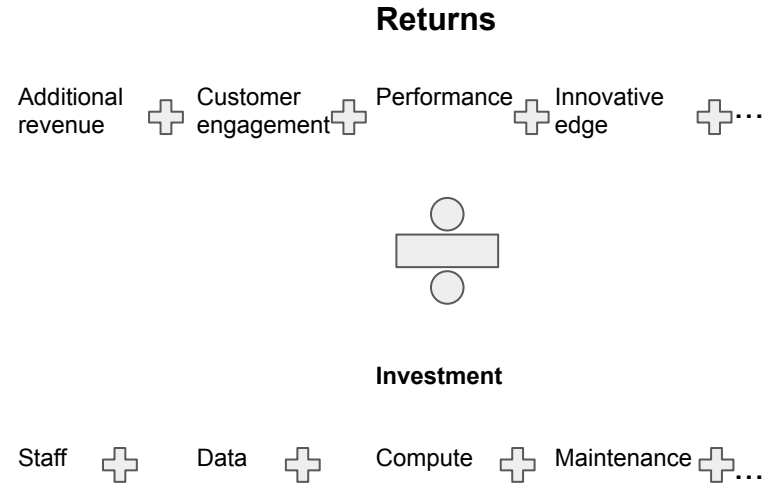 Returns
Additional revenue Customer engagement Performance Innovative edge ...
Investment
Staff Data Compute Maintenance ...